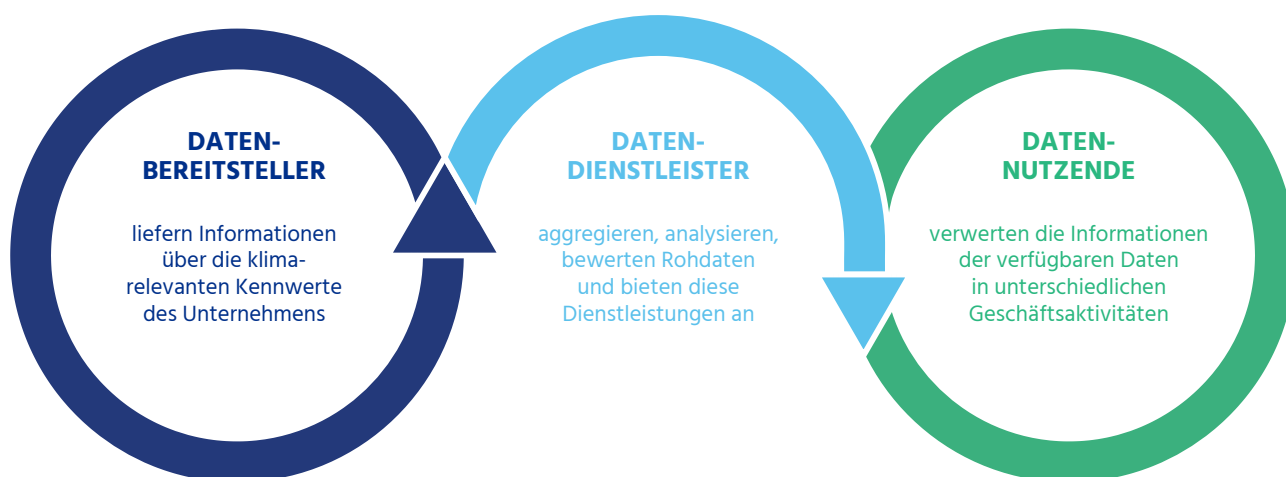 DATEN-
BEREITSTELLER
liefern Informationen
über die klima-
relevanten Kennwerte
des Unternehmens
DATEN-
DIENSTLEISTER
aggregieren, analysieren,
bewerten Rohdaten
und bieten diese
Dienstleistungen an
DATEN-
NUTZENDE
verwerten die Informationen
der verfügbaren Daten
in unterschiedlichen
Geschäftsaktivitäten